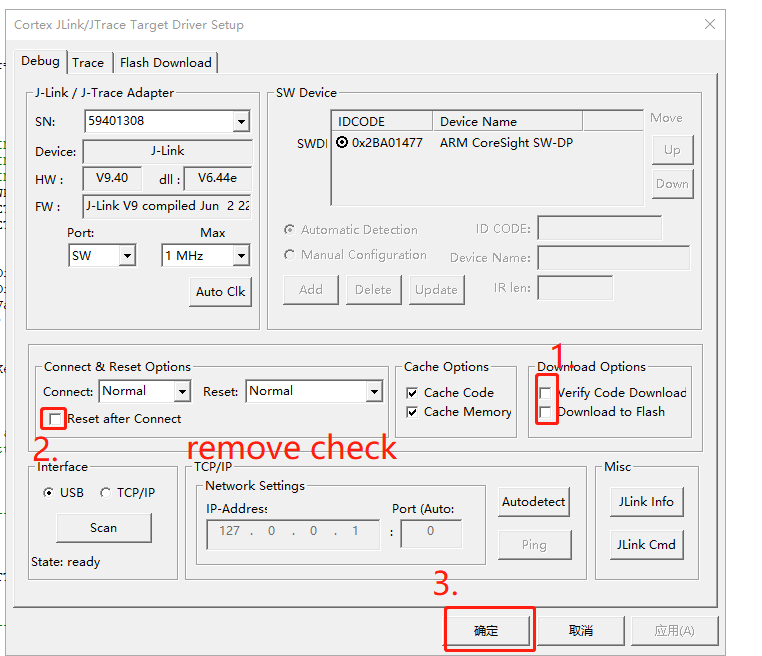 Cortex JLink/JTrace Target Driver Setup
Debug Trace Flash Download
J-Link / J-Trace Adapter
SN: 59401308
Device: J-Link
HW : V9.40 dll : V6.44e
FW : J-Link V9 compiled Jun 2 22
Port: Max
SW 1 MHz
Auto Clk
SW Device
IDCODE Device Name
SWDI 0x2BA01477 ARM CoreSight SW-DP
Move
Up
Down
Automatic Detection ID CODE:
Manual Configuration Device Name:
Add Delete Update IR len:
Connect & Reset Options
Connect: Normal Reset: Normal
Reset after Connect
2.
remove check
Cache Options
Cache Code
Cache Memory
1.
Download Options
Verify Code Download
Download to Flash
Interface
USB TCP/IP
Scan
State: ready
TCP/IP
Network Settings
IP-Address Port (Auto:
127 . 0 . 0 . 1 : 0
Autodetect
Ping
Misc
JLink Info
JLink Cmd
3.
确定 取消 应用(A)